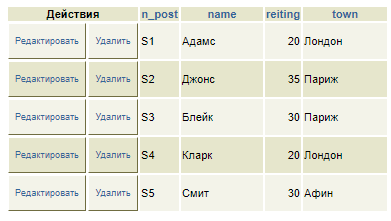 Действия n_post name reiting town
Редактировать Удалить S1 Адамс 20 Лондон
Редактировать Удалить S2 Джонс 35 Париж
Редактировать Удалить S3 Блейк 30 Париж
Редактировать Удалить S4 Кларк 20 Лондон
Редактировать Удалить S5 Смит 30 Афин